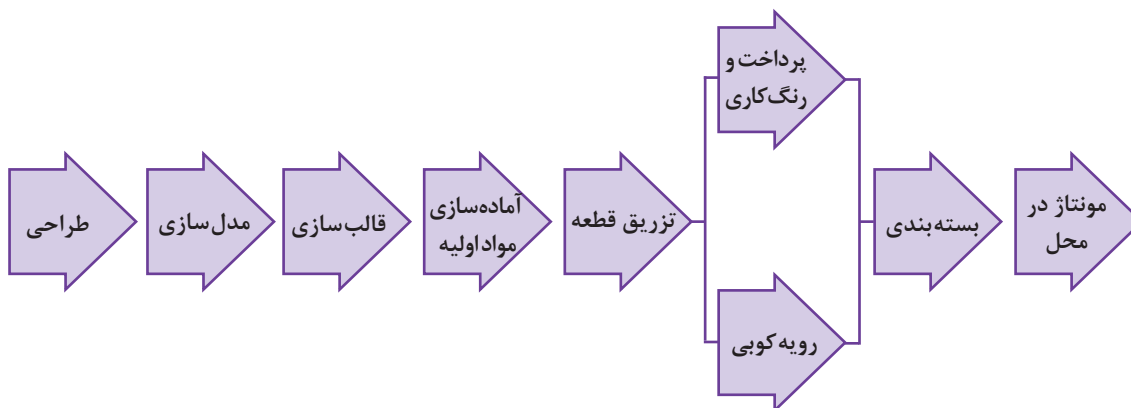 طراحی
مدل‌سازی
قالب‌سازی
آماده‌سازی
مواد اولیه
تزریق قطعه
پرداخت و
رنگ‌کاری
رویه‌کوبی
بسته‌بندی
مونتاژ در
محل